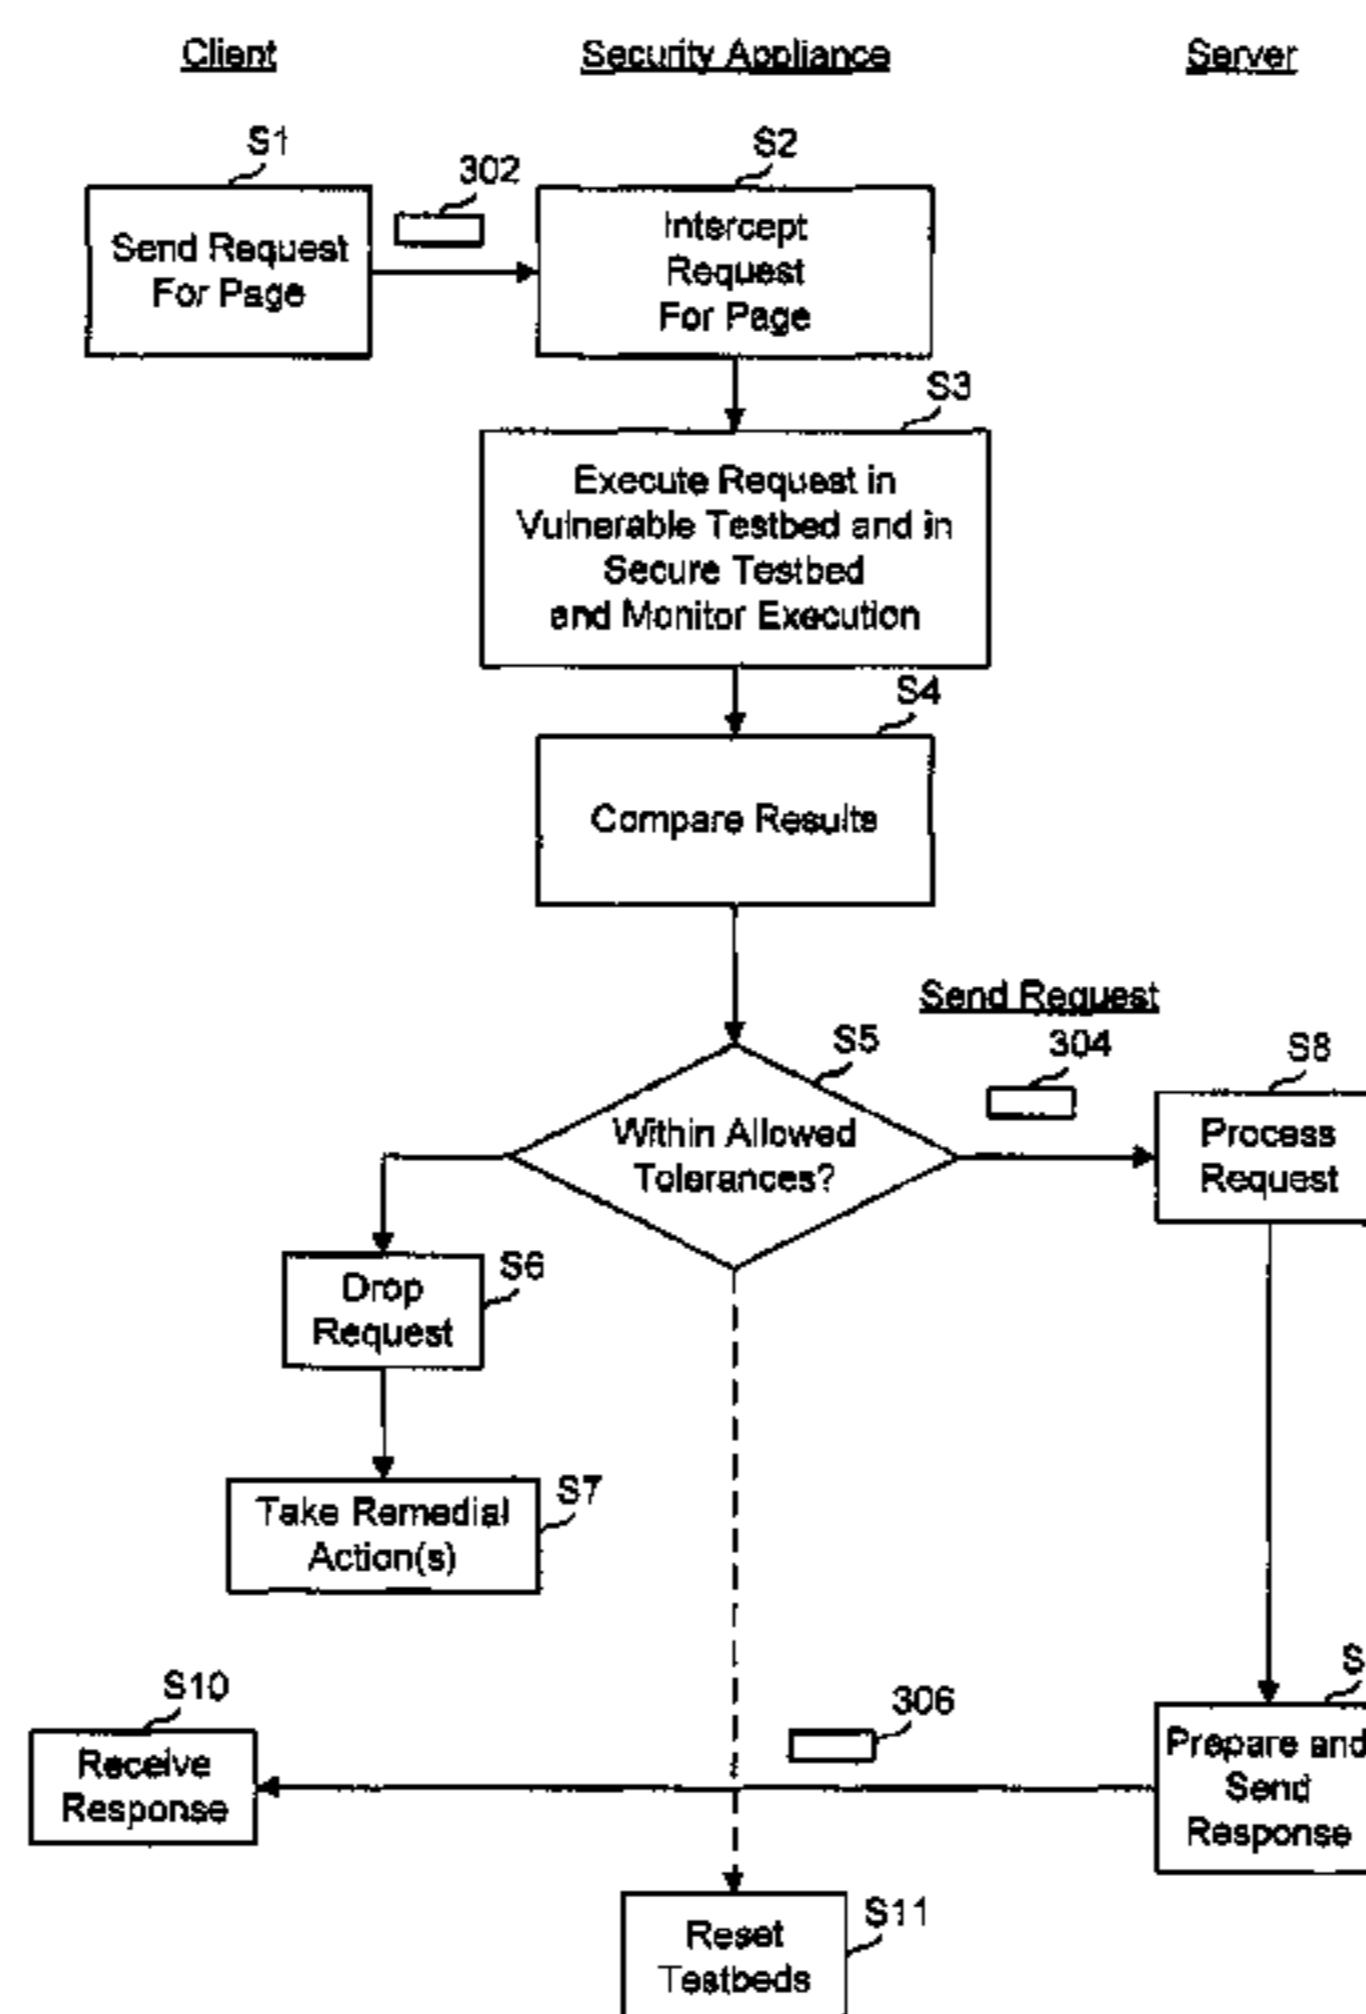 Client
Security Appliance
Server
S1
302
S2
Send Request
For Page
Intercept
Request
For Page
S3
Execute Request in
Vulnerable Testbed and in
Secure Testbed
and Monitor Execution
S4
Compare Results
Send Request
S5
304
S8
Within Allowed
Tolerances?
Process
Request
S6
Drop
Request
S7
Take Remedial
Action(s)
S10
306
Receive
Response
Prepare and
Send
Response
S11
Reset
Testbeds